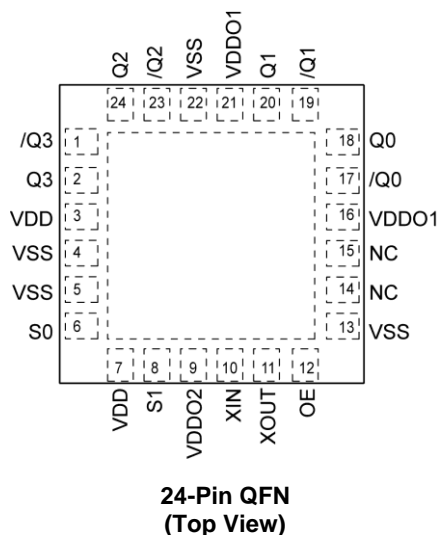 Q2
/Q2
VSS
VDDO1
Q1
/Q1
24
23
22
21
20
19
/Q3
1
18
Q0
Q3
2
17
/Q0
VDD
3
16
VDDO1
VSS
4
15
NC
VSS
5
14
NC
S0
6
13
VSS
7
8
9
10
11
12
VDD
S1
VDDO2
XIN
XOUT
OE
24-Pin QFN
(Top View)